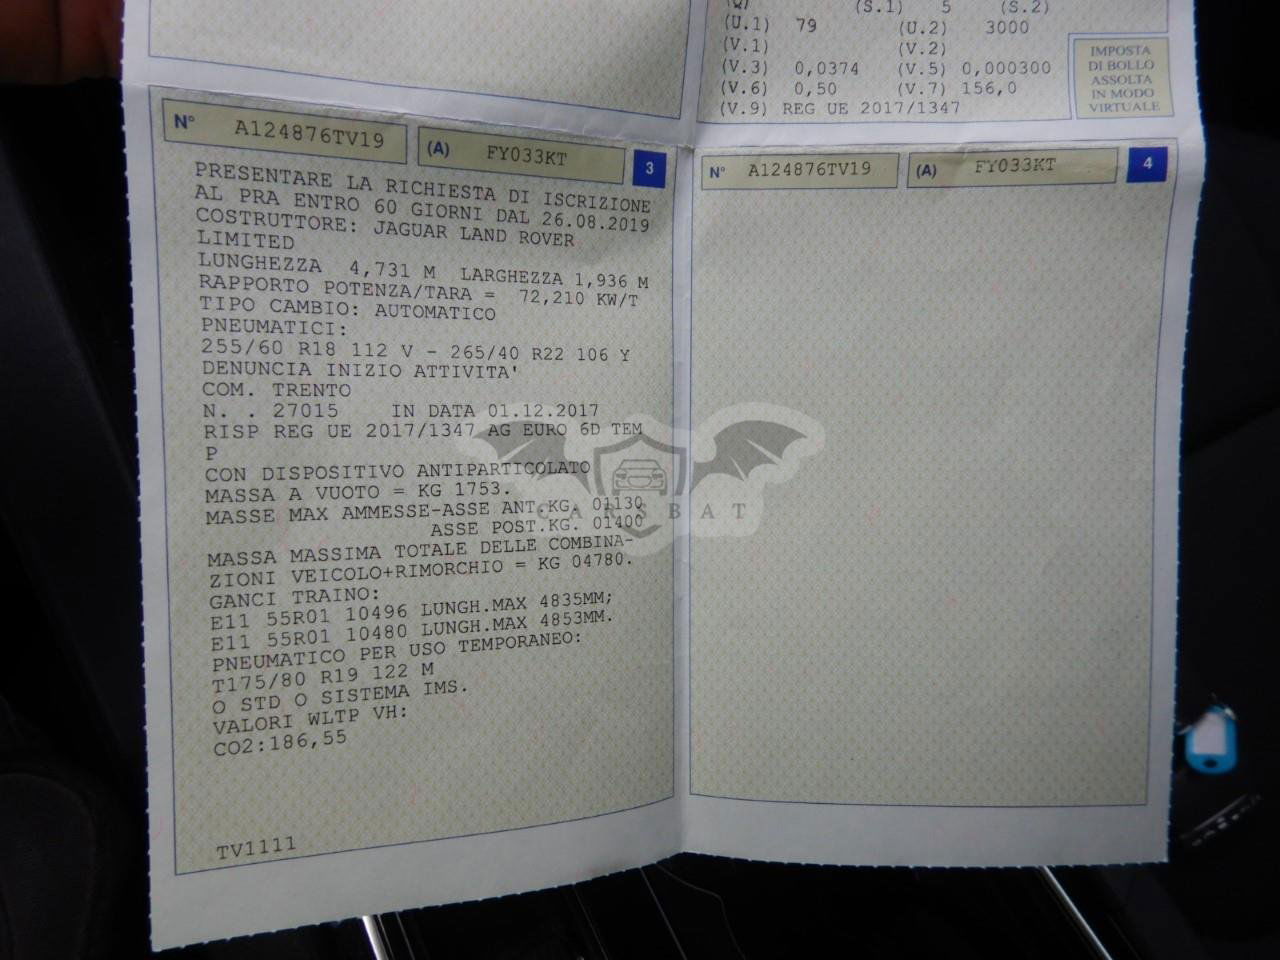 (Q) (S.1) 5 (S.2)
(U.1) 79 (U.2) 3000
(V.1) (V.2)
(V.3) 0,0374 (V.5) 0,000300
(V.6) 0,50 (V.7) 156,0
(V.9) REG UE 2017/1347
IMPOSTA
DI BOLLO
ASSOLTA
IN MODO
VIRTUALE
N° A124876TV19 (A) FY033KT 3
PRESENTARE LA RICHIESTA DI ISCRIZIONE
AL PRA ENTRO 60 GIORNI DAL 26.08.2019
COSTRUTTORE: JAGUAR LAND ROVER
LIMITED
LUNGHEZZA 4,731 M LARGHEZZA 1,936 M
RAPPORTO POTENZA/TARA = 72,210 KW/T
TIPO CAMBIO: AUTOMATICO
PNEUMATICI:
255/60 R18 112 V - 265/40 R22 106 Y
DENUNCIA INIZIO ATTIVITA'
COM. TRENTO
N. . 27015 IN DATA 01.12.2017
RISP REG UE 2017/1347 AG EURO 6D TEM
P
CON DISPOSITIVO ANTIPARTICOLATO
MASSA A VUOTO = KG 1753.
MASSE MAX AMMESSE-ASSE ANT.KG. 01130
ASSE POST.KG. 01400
MASSA MASSIMA TOTALE DELLE COMBINA-
ZIONI VEICOLO+RIMORCHIO = KG 04780.
GANCI TRAINO:
E11 55R01 10496 LUNGH.MAX 4835MM;
E11 55R01 10480 LUNGH.MAX 4853MM.
PNEUMATICO PER USO TEMPORANEO:
T175/80 R19 122 M
O STD O SISTEMA IMS.
VALORI WLTP VH:
CO2:186,55
TV1111
N° A124876TV19 (A) FY033KT 4
CARSBAT